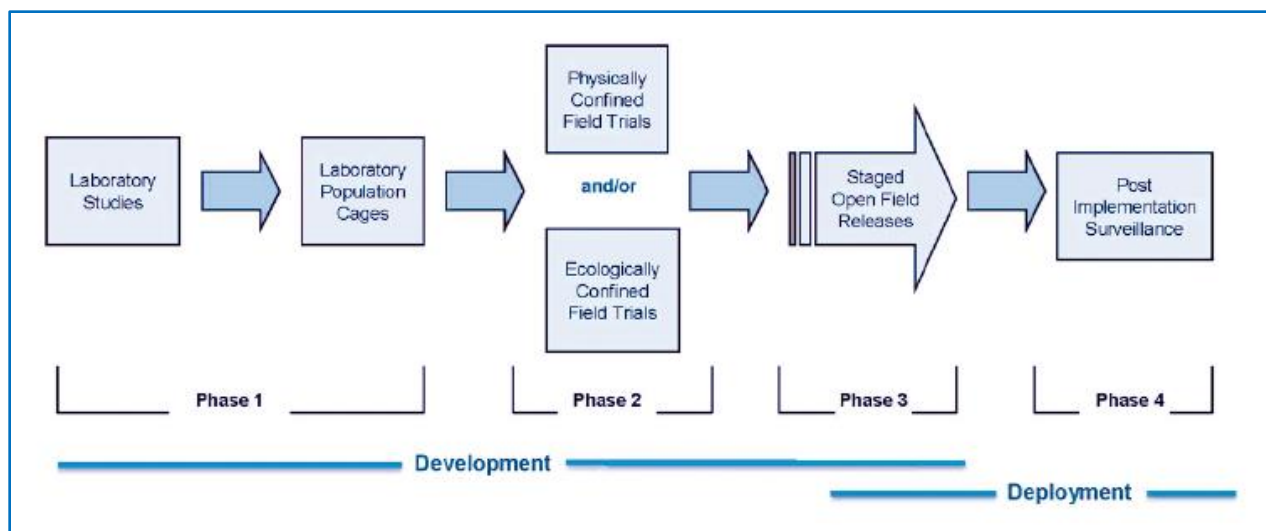 Laboratory
Studies
Laboratory
Population
Cages
Physically
Confined
Field Trials
and/or
Ecologically
Confined
Field Trials
Staged
Open Field
Releases
Post
Implementation
Surveillance
Phase 1
Phase 2
Phase 3
Phase 4
Development
Deployment